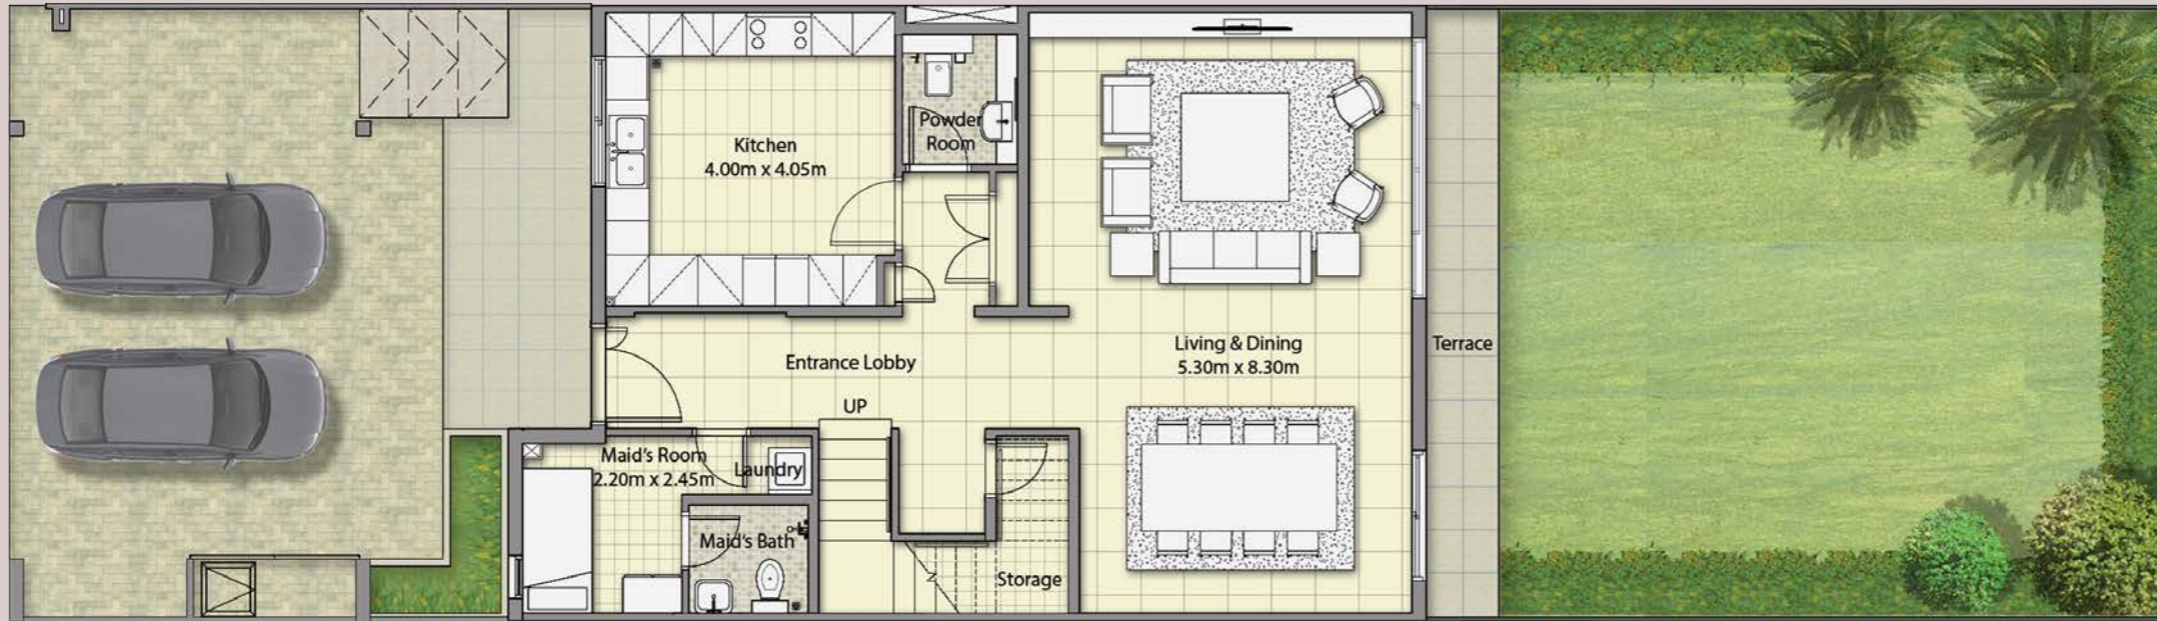 Kitchen
4.00m x 4.05m
Powder
Room
Entrance Lobby
UP
Living & Dining
5.30m x 8.30m
Terrace
Maid's Room
2.20m x 2.45m
Laundry
Maid's Bath
Storage